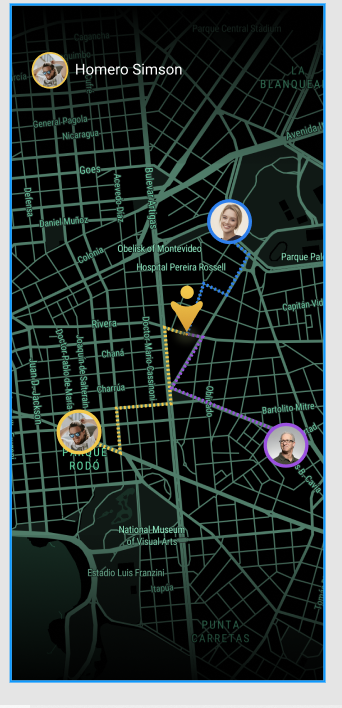 Parque Central Stadium
Cagancha
Homero Simson
LA
BLANQUEAD
General Pagola
Nicaragua
Avenida I
Goes
Acevedo Díaz
Bulevar Artigas
Defensa
Daniel Muñoz
Colonia
Obelisk of Montevideo
Parque Pal
Hospital Pereira Rossell
Capitán Vid
Rivera
Doctor Mario Cassinoni
Chaná
Juan D. Jackson
Doctor Pablo de María
Joaquín de Salterain
Charrúa
Obligado
Bartolito Mitre
PARQUE
RODÓ
National Museum
of Visual Arts
Estadio Luis Franzini
Itapúa
PUNTA
CARRETAS